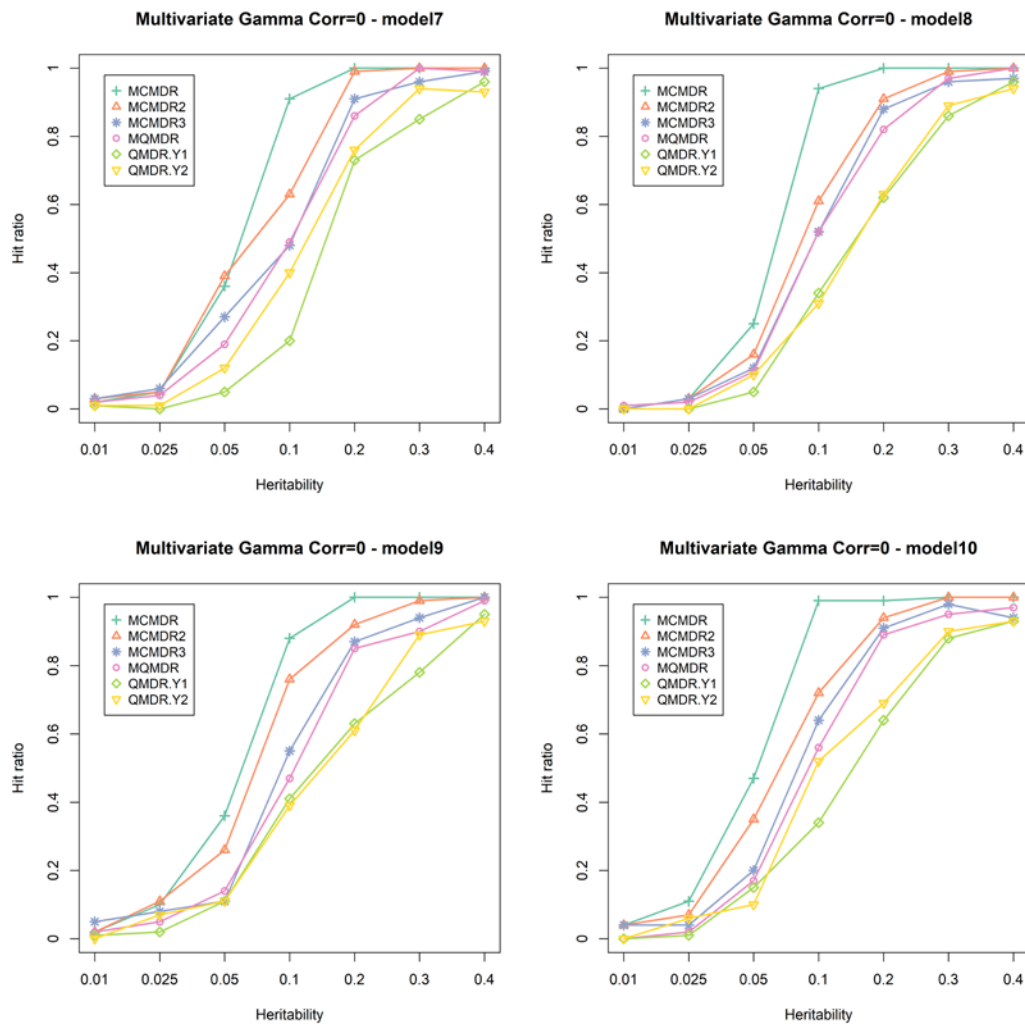 Multivariate Gamma Corr=0 - model7
MCMDR
MCMDR2
MCMDR3
MQMDR
QMDR.Y1
QMDR.Y2
Hit ratio
0
0.2
0.4
0.6
0.8
1
0.01 0.025 0.05 0.1 0.2 0.3 0.4
Heritability
Multivariate Gamma Corr=0 - model8
MCMDR
MCMDR2
MCMDR3
MQMDR
QMDR.Y1
QMDR.Y2
Hit ratio
0
0.2
0.4
0.6
0.8
1
0.01 0.025 0.05 0.1 0.2 0.3 0.4
Heritability
Multivariate Gamma Corr=0 - model9
MCMDR
MCMDR2
MCMDR3
MQMDR
QMDR.Y1
QMDR.Y2
Hit ratio
0
0.2
0.4
0.6
0.8
1
0.01 0.025 0.05 0.1 0.2 0.3 0.4
Heritability
Multivariate Gamma Corr=0 - model10
MCMDR
MCMDR2
MCMDR3
MQMDR
QMDR.Y1
QMDR.Y2
Hit ratio
0
0.2
0.4
0.6
0.8
1
0.01 0.025 0.05 0.1 0.2 0.3 0.4
Heritability